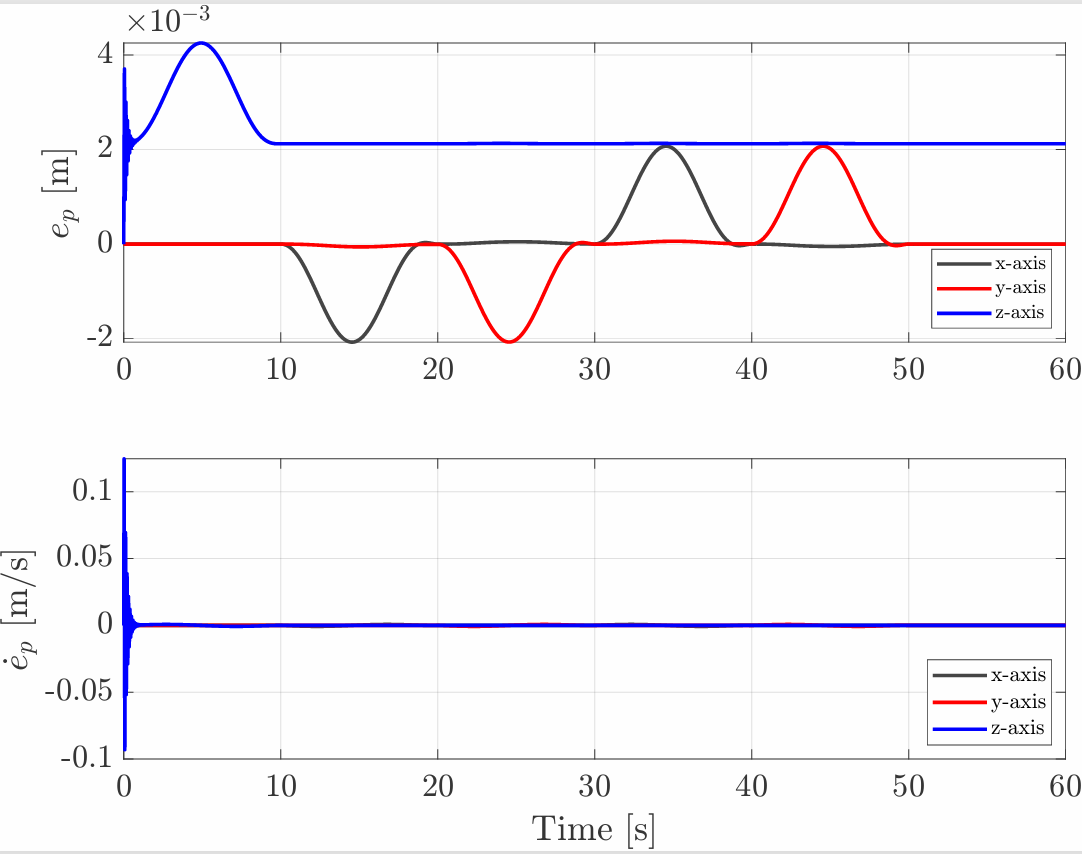 ×10⁻³
4
2
0
-2
e_p [m]
0 10 20 30 40 50 60
x-axis
y-axis
z-axis
0.1
0.05
0
-0.05
-0.1
ė_p [m/s]
x-axis
y-axis
z-axis
0 10 20 30 40 50 60
Time [s]